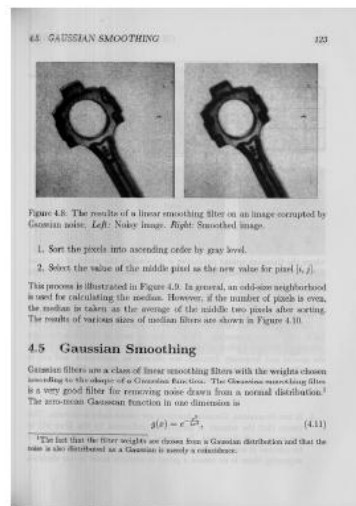 4.5 GAUSSIAN SMOOTHING 123
Figure 4.8: The results of a linear smoothing filter on an image corrupted by
Gaussian noise. Left: Noisy image. Right: Smoothed image.
1. Sort the pixels into ascending order by gray level.
2. Select the value of the middle pixel as the new value for pixel [i, j].
This process is illustrated in Figure 4.9. In general, an odd-size neighborhood
is used for calculating the median. However, if the number of pixels is even,
the median is taken as the average of the middle two pixels after sorting.
The results of various sizes of median filters are shown in Figure 4.10.
4.5 Gaussian Smoothing
Gaussian filters are a class of linear smoothing filters with the weights chosen
according to the shape of a Gaussian function. The Gaussian smoothing filter
is a very good filter for removing noise drawn from a normal distribution.¹
The zero-mean Gaussian function in one dimension is
g(x) = e (4.11)
¹The fact that the filter weights are chosen from a Gaussian distribution and that the
noise is also distributed as a Gaussian is merely a coincidence.